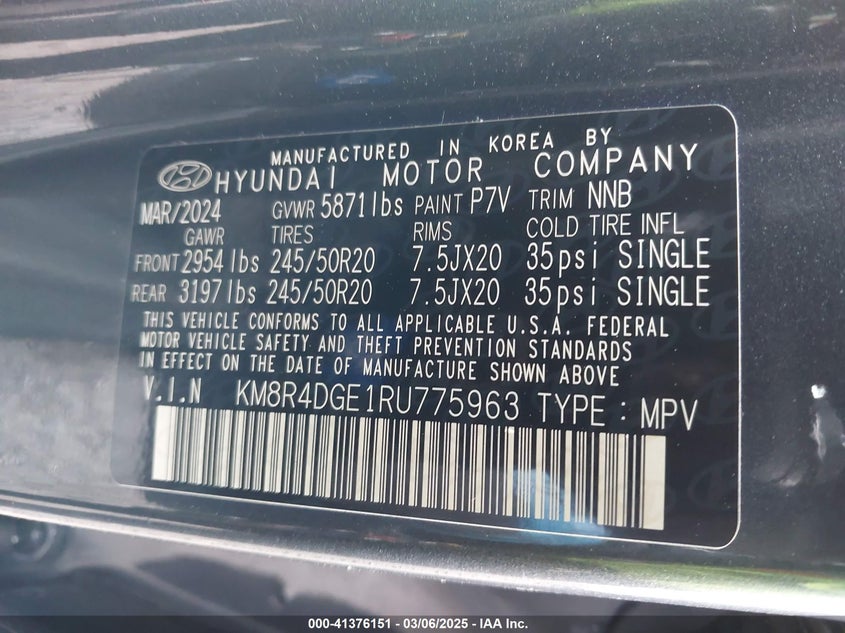 MANUFACTURED IN KOREA BY
HYUNDAI MOTOR COMPANY
MAR/2024 GVWR 5871lbs PAINT P7V TRIM NNB
GAWR TIRES RIMS COLD TIRE INFL
FRONT 2954lbs 245/50R20 7.5JX20 35psi SINGLE
REAR 3197lbs 245/50R20 7.5JX20 35psi SINGLE
THIS VEHICLE CONFORMS TO ALL APPLICABLE U.S.A. FEDERAL
MOTOR VEHICLE SAFETY AND THEFT PREVENTION STANDARDS
IN EFFECT ON THE DATE OF MANUFACTURE SHOWN ABOVE
V.I.N KM8R4DGE1RU775963 TYPE : MPV
000-41376151 — 03/06/2025 — IAA Inc.